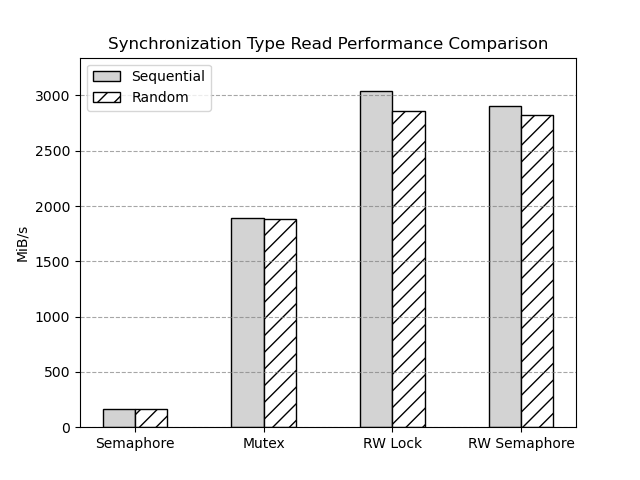 Synchronization Type Read Performance Comparison
Sequential
Random
3000
2500
2000
1500
1000
500
0
MiB/s
Semaphore
Mutex
RW Lock
RW Semaphore